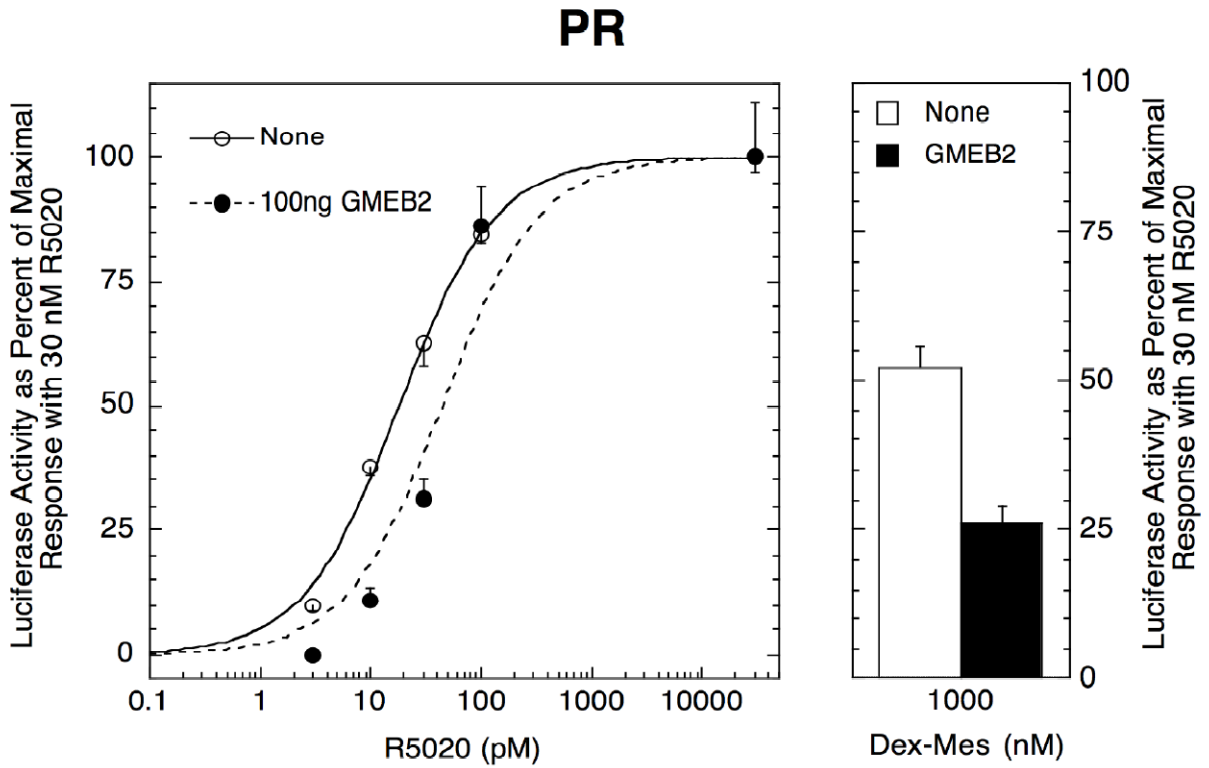 PR
Luciferase Activity as Percent of Maximal
Response with 30 nM R5020
None
100ng GMEB2
100
75
50
25
0
0.1 1 10 100 1000 10000
R5020 (pM)
None
GMEB2
100
75
50
25
0
1000
Dex-Mes (nM)
Luciferase Activity as Percent of Maximal
Response with 30 nM R5020